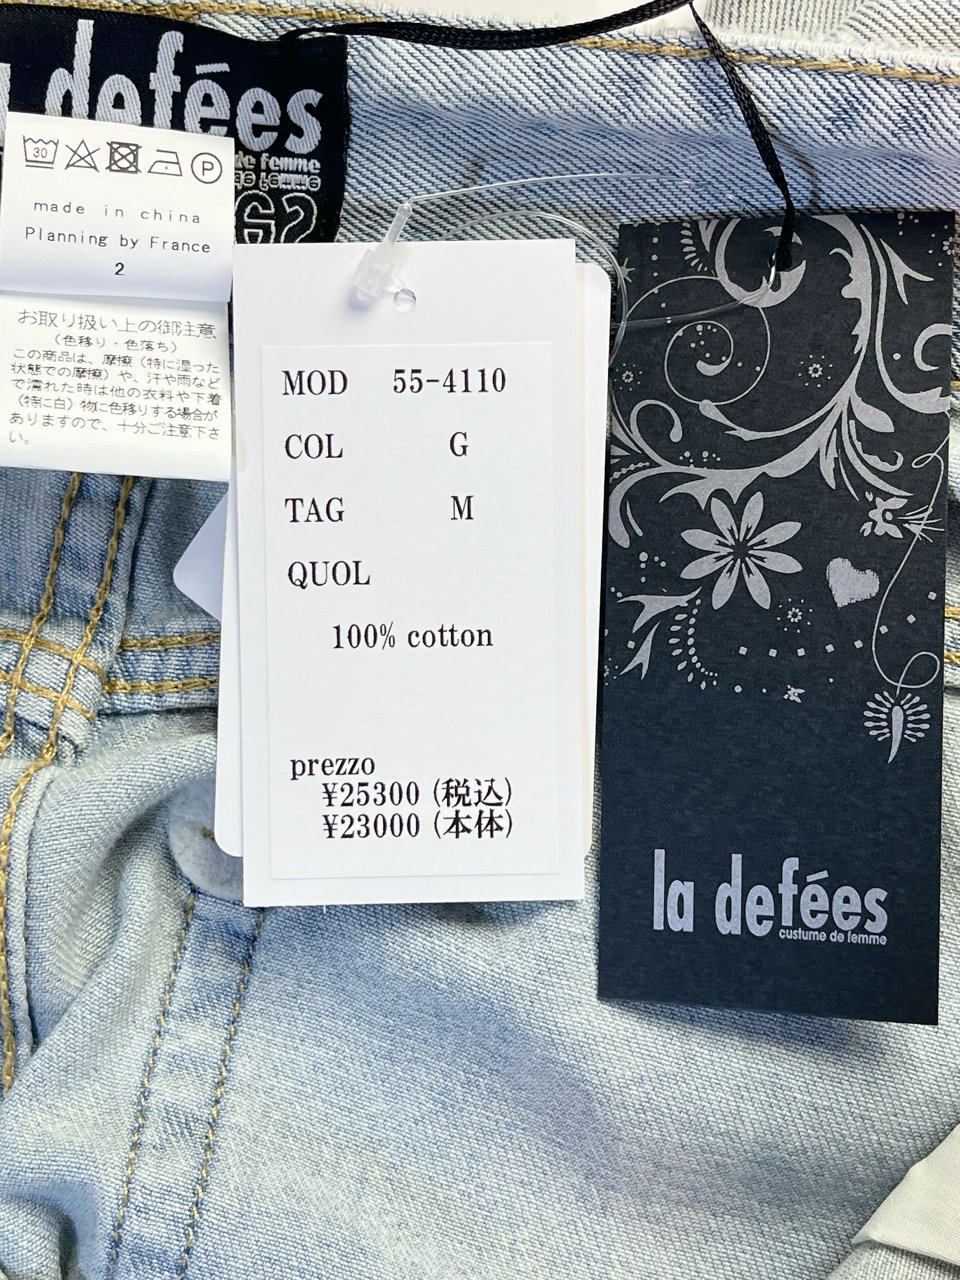 la defées
de femme
G2
30
P
made in china
Planning by France
2
お取り扱い上の御注意
(色移り・色落ち)
この商品は、摩擦(特に湿った
状態での摩擦)や、汗や雨など
で濡れた時は他の衣料や下着
(特に白)物に色移りする場合が
ありますので、十分ご注意下さ
い。
MOD 55-4110
COL G
TAG M
QUOL
100% cotton
prezzo
¥25300 (税込)
¥23000 (本体)
la defées
custume de femme